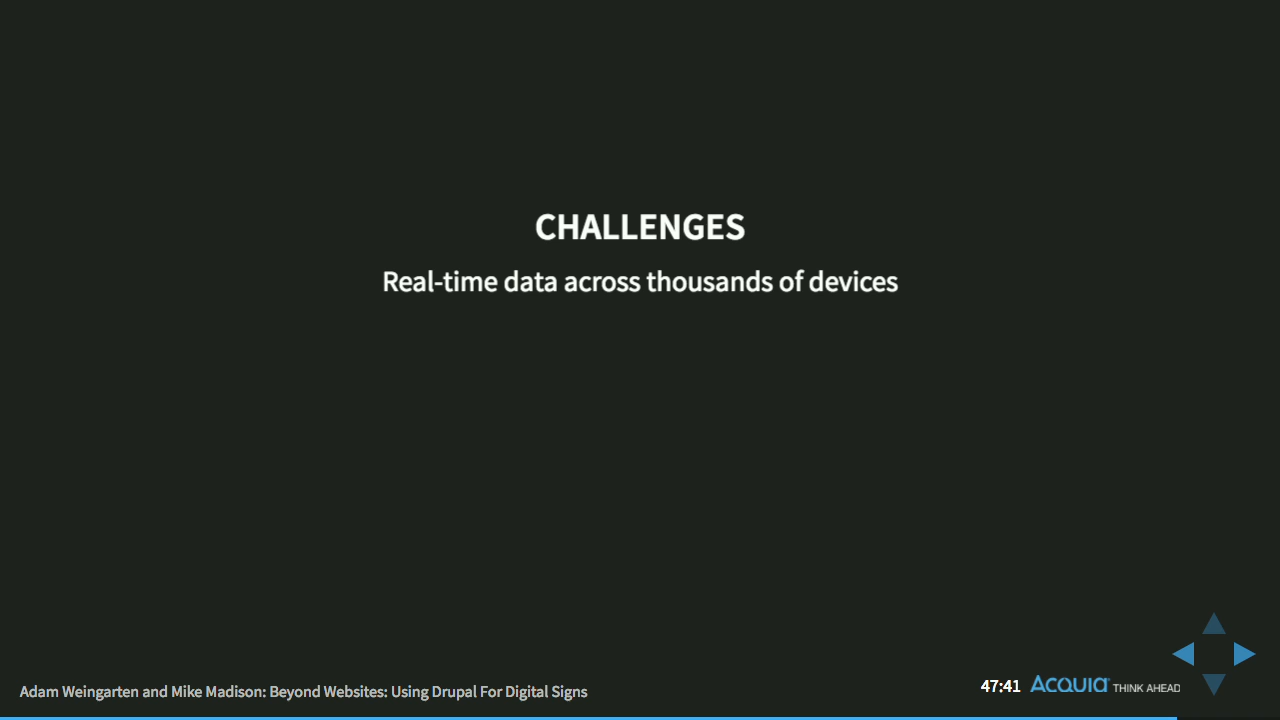 CHALLENGES
Real-time data across thousands of devices
Adam Weingarten and Mike Madison: Beyond Websites: Using Drupal For Digital Signs
47:41 ACQUIA THINK AHEAD